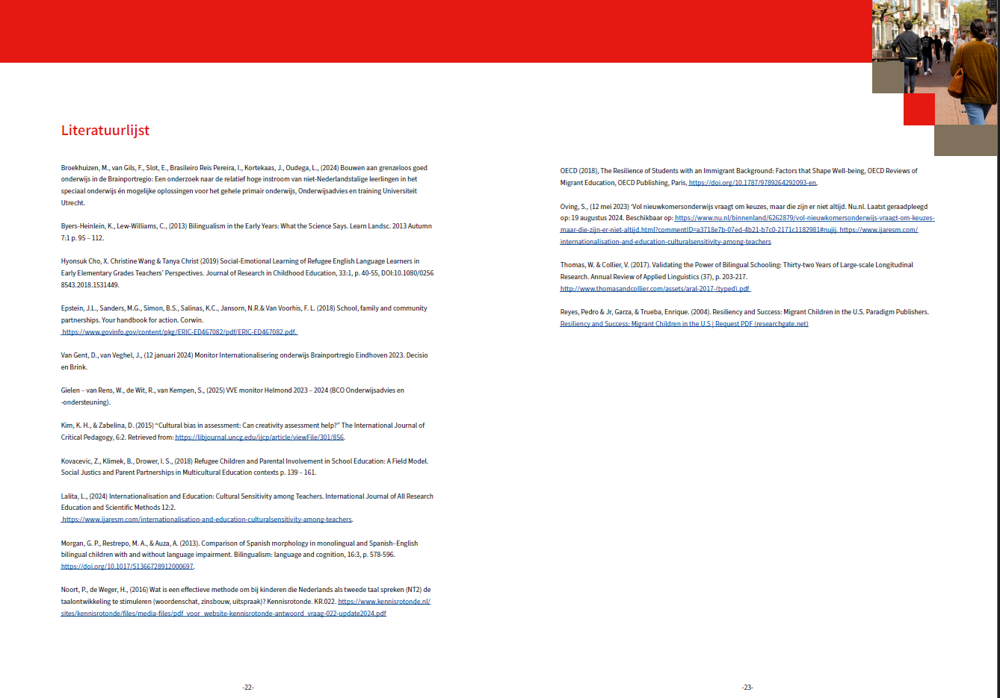 Literatuurlijst
Broekhuizen, M., van Gils, F., Slot, E., Brasileiro Reis Pereira, I., Kortekaas, J., Oudega, L., (2024) Bouwen aan grenzeloos goed
onderwijs in de Brainportregio: Een onderzoek naar de relatief hoge instroom van niet-Nederlandstalige leerlingen in het
speciaal onderwijs én mogelijke oplossingen voor het gehele primair onderwijs, Onderwijsadvies en training Universiteit
Utrecht.
Byers-Heinlein, K., Lew-Williams, C., (2013) Bilingualism in the Early Years: What the Science Says. Learn Landsc. 2013 Autumn
7:1 p. 95 – 112.
Hyonsuk Cho, X. Christine Wang & Tanya Christ (2019) Social-Emotional Learning of Refugee English Language Learners in
Early Elementary Grades Teachers’ Perspectives. Journal of Research in Childhood Education, 33:1, p. 40-55, DOI:10.1080/0256
8543.2018.1531449.
Epstein, J.L., Sanders, M.G., Simon, B.S., Salinas, K.C., Jansorn, N.R.& Van Voorhis, F. L. (2018) School, family and community
partnerships. Your handbook for action. Corwin.
https://www.govinfo.gov/content/pkg/ERIC-ED467082/pdf/ERIC-ED467082.pdf.
Van Gent, D., van Veghel, J., (12 januari 2024) Monitor Internationalisering onderwijs Brainportregio Eindhoven 2023. Decisio
en Brink.
Gielen – van Rens, W., de Wit, R., van Kempen, S., (2025) VVE monitor Helmond 2023 – 2024 (BCO Onderwijsadvies en
-ondersteuning).
Kim, K. H., & Zabelina, D. (2015) “Cultural bias in assessment: Can creativity assessment help?” The International Journal of
Critical Pedagogy, 6:2. Retrieved from: https://libjournal.uncg.edu/ijcp/article/viewFile/301/856.
Kovacevic, Z., Klimek, B., Drower, I. S., (2018) Refugee Children and Parental Involvement in School Education: A Field Model.
Social Justics and Parent Partnerships in Multicultural Education contexts p. 139 – 161.
Lalita, L., (2024) Internationalisation and Education: Cultural Sensitivity among Teachers. International Journal of All Research
Education and Scientific Methods 12:2.
https://www.ijaresm.com/internationalisation-and-education-culturalsensitivity-among-teachers.
Morgan, G. P., Restrepo, M. A., & Auza, A. (2013). Comparison of Spanish morphology in monolingual and Spanish–English
bilingual children with and without language impairment. Bilingualism: language and cognition, 16:3, p. 578-596.
https://doi.org/10.1017/S1366728912000697.
Noort, P., de Weger, H., (2016) Wat is een effectieve methode om bij kinderen die Nederlands als tweede taal spreken (NT2) de
taalontwikkeling te stimuleren (woordenschat, zinsbouw, uitspraak)? Kennisrotonde. KR.022. https://www.kennisrotonde.nl/
sites/kennisrotonde/files/media-files/pdf_voor_website-kennisrotonde-antwoord_vraag-022-update2024.pdf
-22-
OECD (2018), The Resilience of Students with an Immigrant Background: Factors that Shape Well-being, OECD Reviews of
Migrant Education, OECD Publishing, Paris, https://doi.org/10.1787/9789264292093-en.
Oving, S., (12 mei 2023) ‘Vol nieuwkomersonderwijs vraagt om keuzes, maar die zijn er niet altijd. Nu.nl. Laatst geraadpleegd
op: 19 augustus 2024. Beschikbaar op: https://www.nu.nl/binnenland/6262879/vol-nieuwkomersonderwijs-vraagt-om-keuzes-
maar-die-zijn-er-niet-altijd.html?commentID=a3718e7b-07ed-4b21-b7c0-2171c1182981#nujij. https://www.ijaresm.com/
internationalisation-and-education-culturalsensitivity-among-teachers
Thomas, W. & Collier, V. (2017). Validating the Power of Bilingual Schooling: Thirty-two Years of Large-scale Longitudinal
Research. Annual Review of Applied Linguistics (37), p. 203-217.
http://www.thomasandcollier.com/assets/aral-2017-(typed).pdf
Reyes, Pedro & Jr, Garza, & Trueba, Enrique. (2004). Resiliency and Success: Migrant Children in the U.S. Paradigm Publishers.
Resiliency and Success: Migrant Children in the U.S | Request PDF (researchgate.net)
-23-